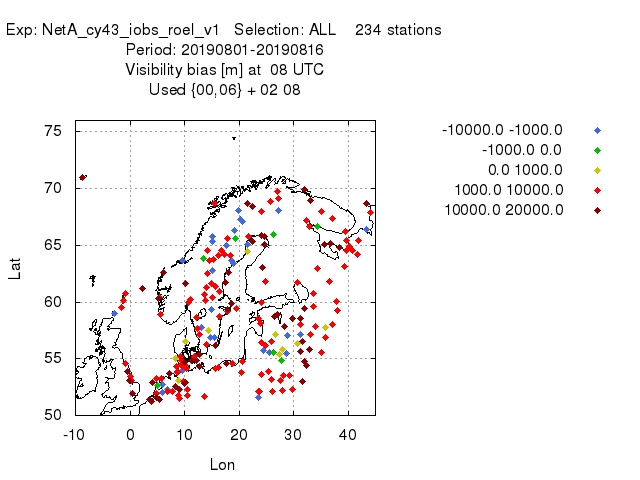 Exp: NetA_cy43_iobs_roel_v1 Selection: ALL 234 stations
Period: 20190801-20190816
Visibility bias [m] at 08 UTC
Used {00,06} + 02 08
-10000.0 -1000.0
-1000.0 0.0
0.0 1000.0
1000.0 10000.0
10000.0 20000.0
75
70
65
60
55
50
Lat
-10 0 10 20 30 40
Lon